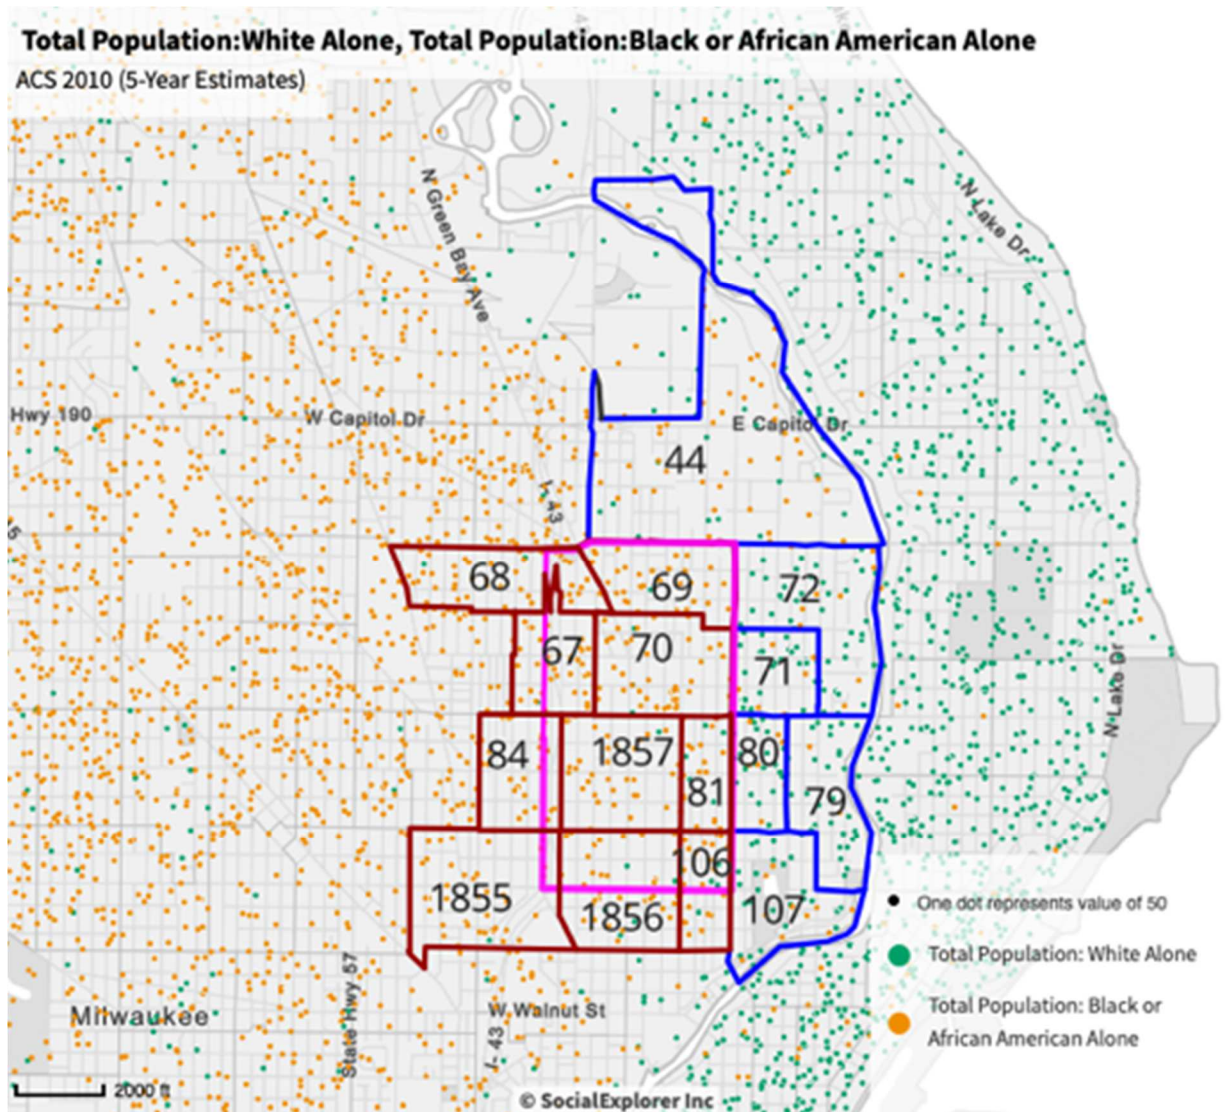 Total Population:White Alone, Total Population:Black or African American Alone
ACS 2010 (5-Year Estimates)
N Lake Dr
N Green Bay Ave
Hwy 190
W Capitol Dr
E Capitol Dr
44
I- 43
68
69
72
67
70
71
N Lake Dr
84
1857
80
81
79
106
1855
1856
107
One dot represents value of 50
Total Population: White Alone
Total Population: Black or
African American Alone
State Hwy 57
W Walnut St
Milwaukee
I- 43
2000 ft
© SocialExplorer Inc